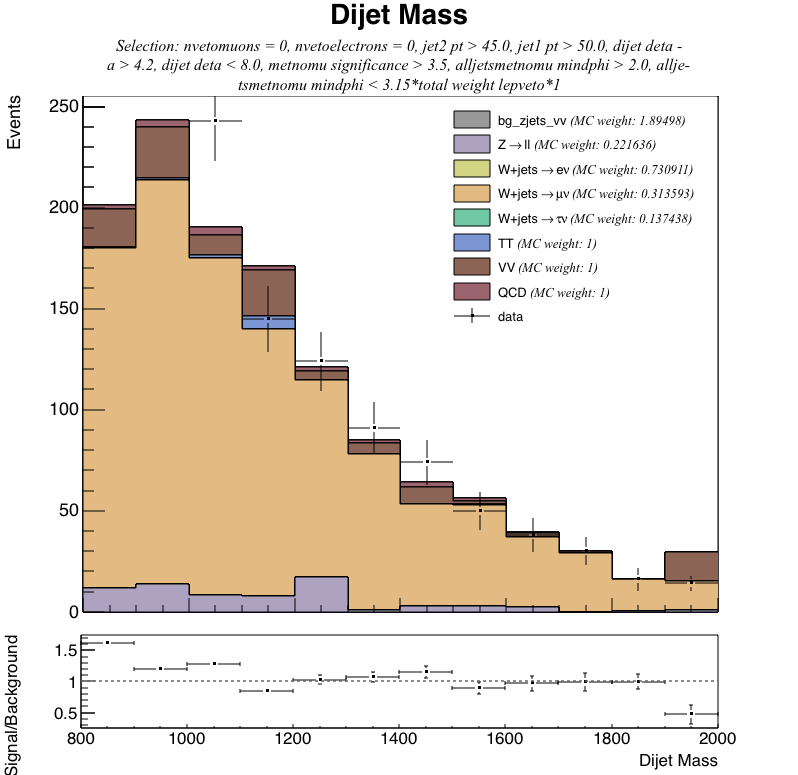 Dijet Mass
Selection: nvetomuons = 0, nvetoelectrons = 0, jet2 pt > 45.0, jet1 pt > 50.0, dijet deta -
a > 4.2, dijet deta < 8.0, metnomu significance > 3.5, alljetsmetnomu mindphi > 2.0, allje-
tsmetnomu mindphi < 3.15*total weight lepveto*1
Events
250
200
150
100
50
0
bg_zjets_vv (MC weight: 1.89498)
Z→ll (MC weight: 0.221636)
W+jets→eν (MC weight: 0.730911)
W+jets→μν (MC weight: 0.313593)
W+jets→τν (MC weight: 0.137438)
TT (MC weight: 1)
VV (MC weight: 1)
QCD (MC weight: 1)
data
Signal/Background
1.5
1
0.5
800 1000 1200 1400 1600 1800 2000
Dijet Mass